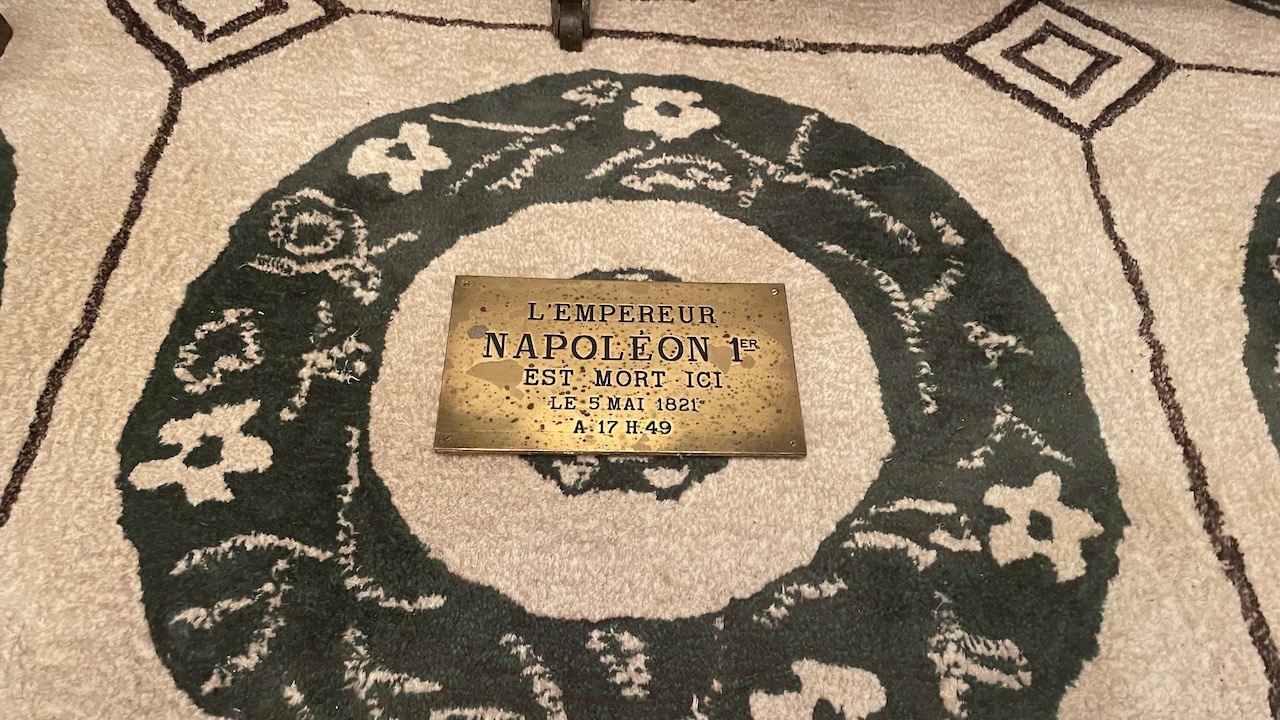 L'EMPEREUR
NAPOLÉON 1ER
EST MORT ICI
LE 5 MAI 1821
A 17 H 49